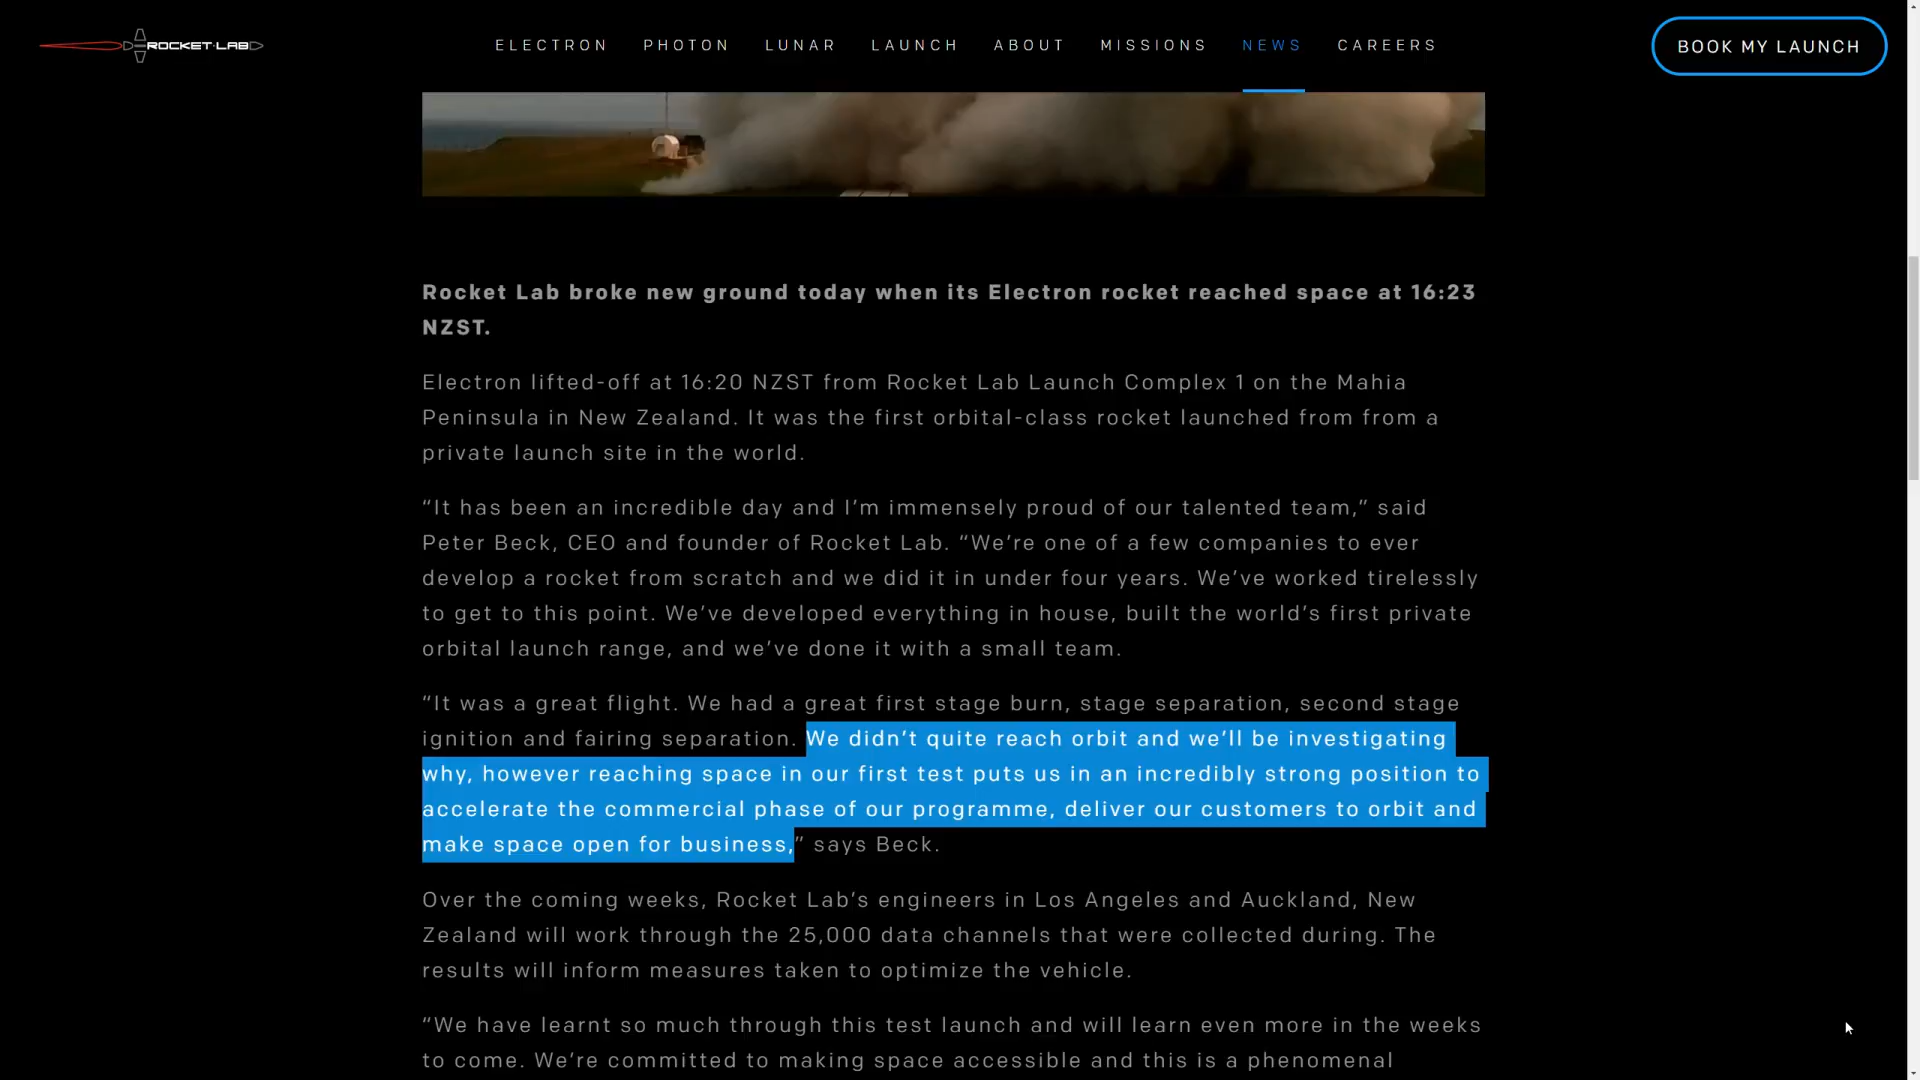 ROCKET LAB
ELECTRON PHOTON LUNAR LAUNCH ABOUT MISSIONS NEWS CAREERS
BOOK MY LAUNCH
Rocket Lab broke new ground today when its Electron rocket reached space at 16:23
NZST.
Electron lifted-off at 16:20 NZST from Rocket Lab Launch Complex 1 on the Mahia
Peninsula in New Zealand. It was the first orbital-class rocket launched from from a
private launch site in the world.
“It has been an incredible day and I’m immensely proud of our talented team,” said
Peter Beck, CEO and founder of Rocket Lab. “We’re one of a few companies to ever
develop a rocket from scratch and we did it in under four years. We’ve worked tirelessly
to get to this point. We’ve developed everything in house, built the world’s first private
orbital launch range, and we’ve done it with a small team.
“It was a great flight. We had a great first stage burn, stage separation, second stage
ignition and fairing separation. We didn’t quite reach orbit and we’ll be investigating
why, however reaching space in our first test puts us in an incredibly strong position to
accelerate the commercial phase of our programme, deliver our customers to orbit and
make space open for business,” says Beck.
Over the coming weeks, Rocket Lab’s engineers in Los Angeles and Auckland, New
Zealand will work through the 25,000 data channels that were collected during. The
results will inform measures taken to optimize the vehicle.
“We have learnt so much through this test launch and will learn even more in the weeks
to come. We’re committed to making space accessible and this is a phenomenal